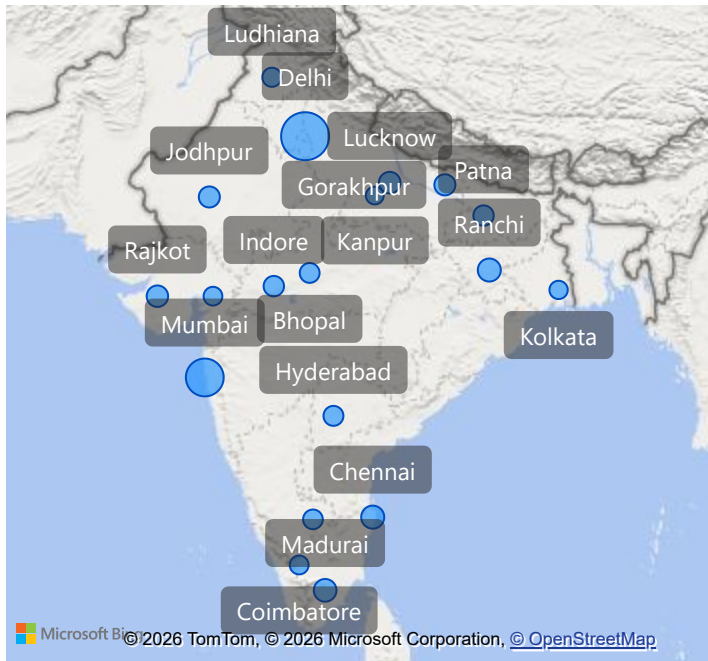 Ludhiana
Delhi
Lucknow
Jodhpur
Patna
Gorakhpur
Ranchi
Indore
Kanpur
Rajkot
Mumbai
Bhopal
Kolkata
Hyderabad
Chennai
Madurai
Coimbatore
Microsoft Bing
© 2026 TomTom, © 2026 Microsoft Corporation, © OpenStreetMap